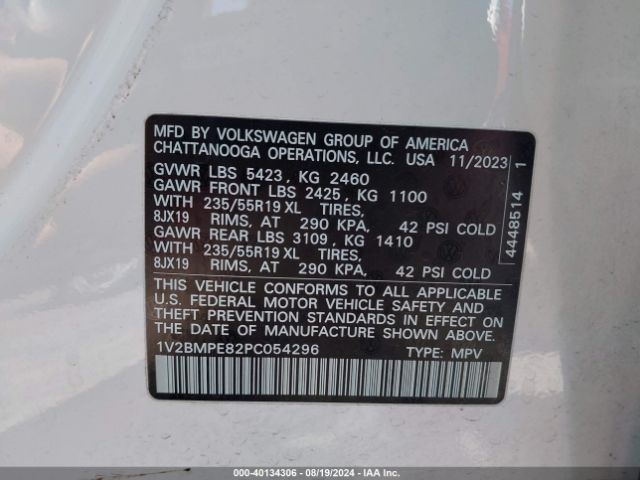 MFD BY VOLKSWAGEN GROUP OF AMERICA
CHATTANOOGA OPERATIONS, LLC. USA 11/2023
GVWR LBS 5423, KG 2460
GAWR FRONT LBS 2425, KG 1100
WITH 235/55R19 XL TIRES,
8JX19 RIMS, AT 290 KPA, 42 PSI COLD
GAWR REAR LBS 3109, KG 1410
WITH 235/55R19 XL TIRES,
8JX19 RIMS, AT 290 KPA, 42 PSI COLD
THIS VEHICLE CONFORMS TO ALL APPLICABLE
U.S. FEDERAL MOTOR VEHICLE SAFETY AND
THEFT PREVENTION STANDARDS IN EFFECT
ON THE DATE OF MANUFACTURE SHOWN ABOVE.
1V2BMPE82PC054296 TYPE: MPV
4448514 1
000-40134306 - 08/19/2024 - IAA Inc.